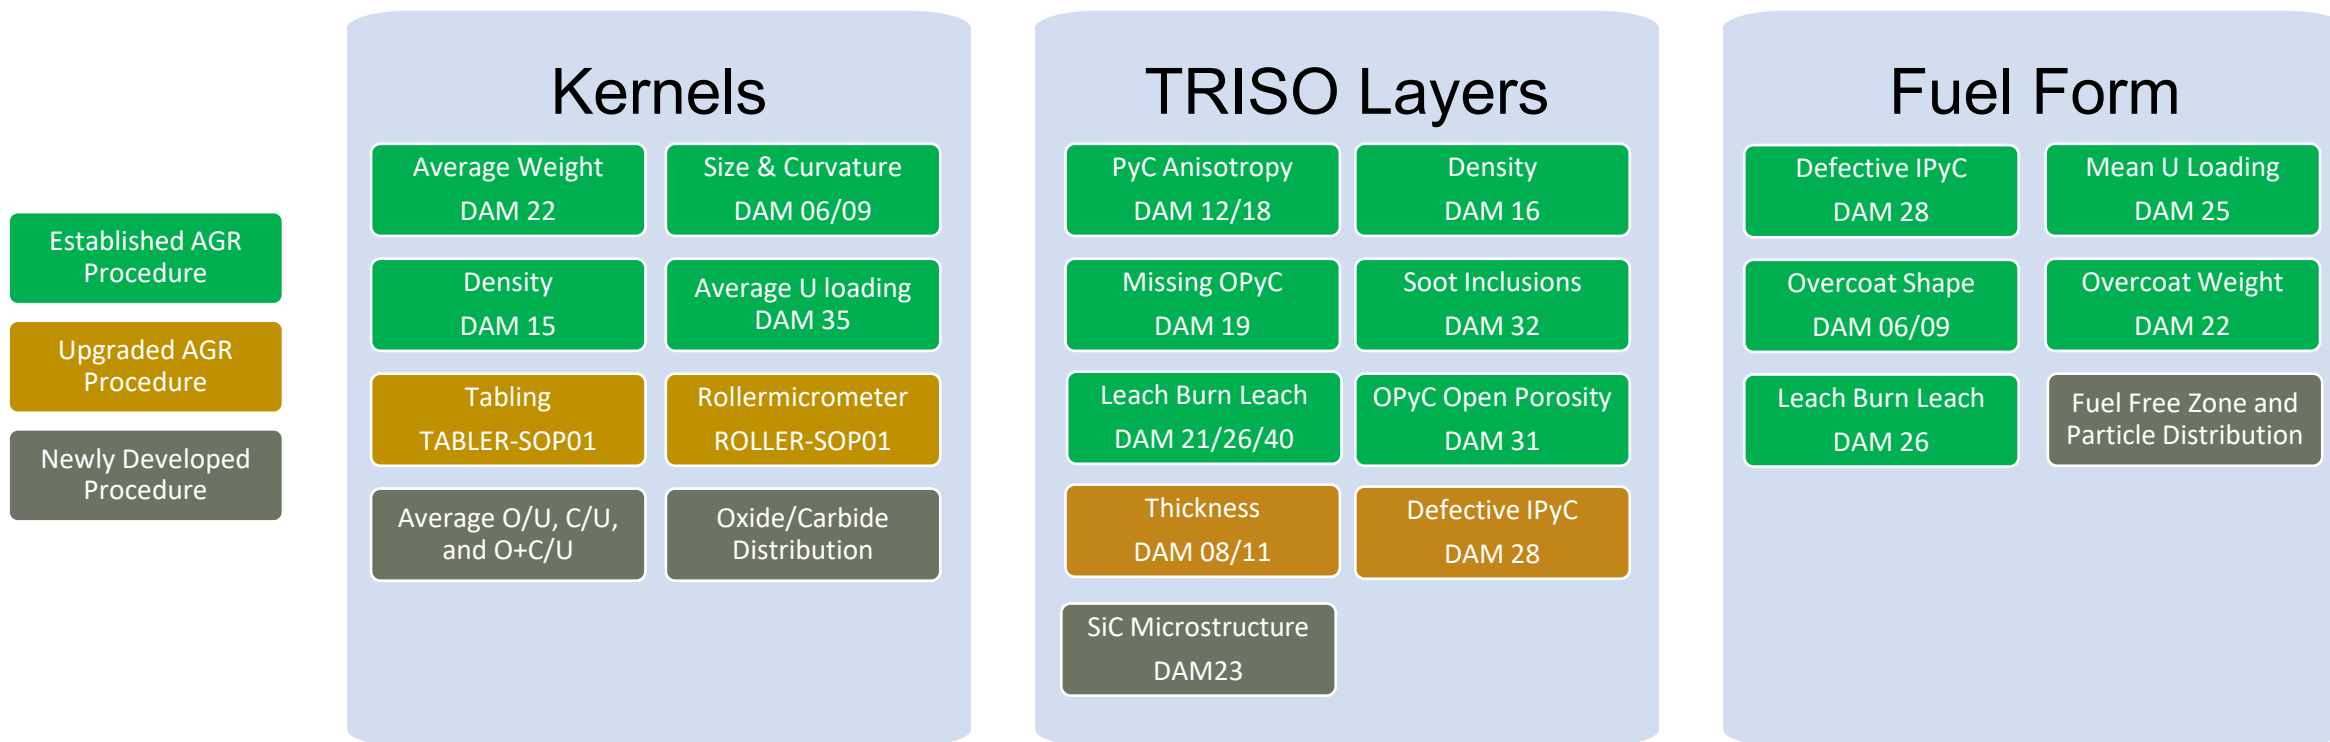 Established AGR
Procedure
Upgraded AGR
Procedure
Newly Developed
Procedure
Kernels
Average Weight
DAM 22
Size & Curvature
DAM 06/09
Density
DAM 15
Average U loading
DAM 35
Tabling
TABLER-SOP01
Rollermicrometer
ROLLER-SOP01
Average O/U, C/U,
and O+C/U
Oxide/Carbide
Distribution
TRISO Layers
PyC Anisotropy
DAM 12/18
Density
DAM 16
Missing OPyC
DAM 19
Soot Inclusions
DAM 32
Leach Burn Leach
DAM 21/26/40
OPyC Open Porosity
DAM 31
Thickness
DAM 08/11
Defective IPyC
DAM 28
SiC Microstructure
DAM23
Fuel Form
Defective IPyC
DAM 28
Mean U Loading
DAM 25
Overcoat Shape
DAM 06/09
Overcoat Weight
DAM 22
Leach Burn Leach
DAM 26
Fuel Free Zone and
Particle Distribution